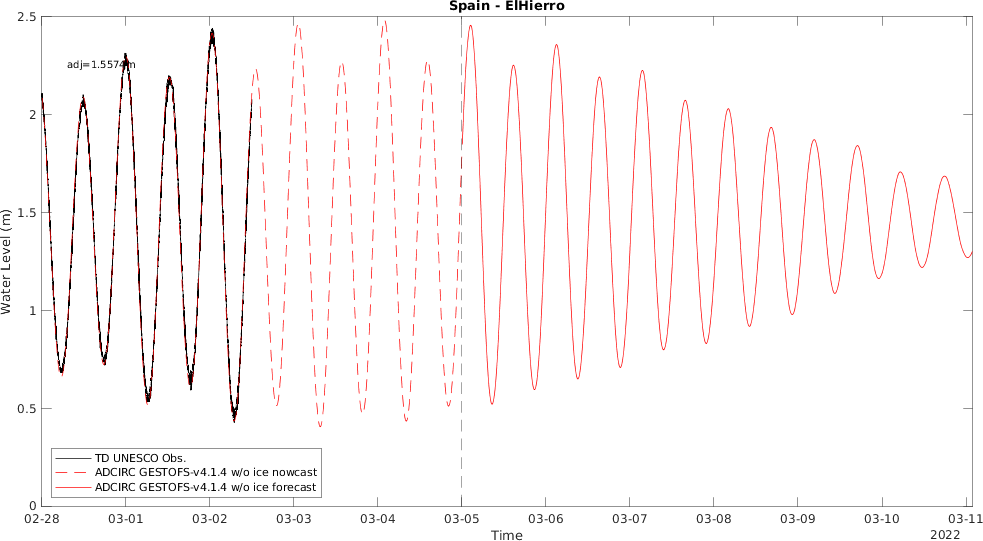 Spain - ElHierro
2.5
adj=1.5574m
2
1.5
Water Level (m)
1
0.5
0
TD UNESCO Obs.
ADCIRC GESTOFS-v4.1.4 w/o ice nowcast
ADCIRC GESTOFS-v4.1.4 w/o ice forecast
02-28 03-01 03-02 03-03 03-04 03-05 03-06 03-07 03-08 03-09 03-10 03-11
Time
2022